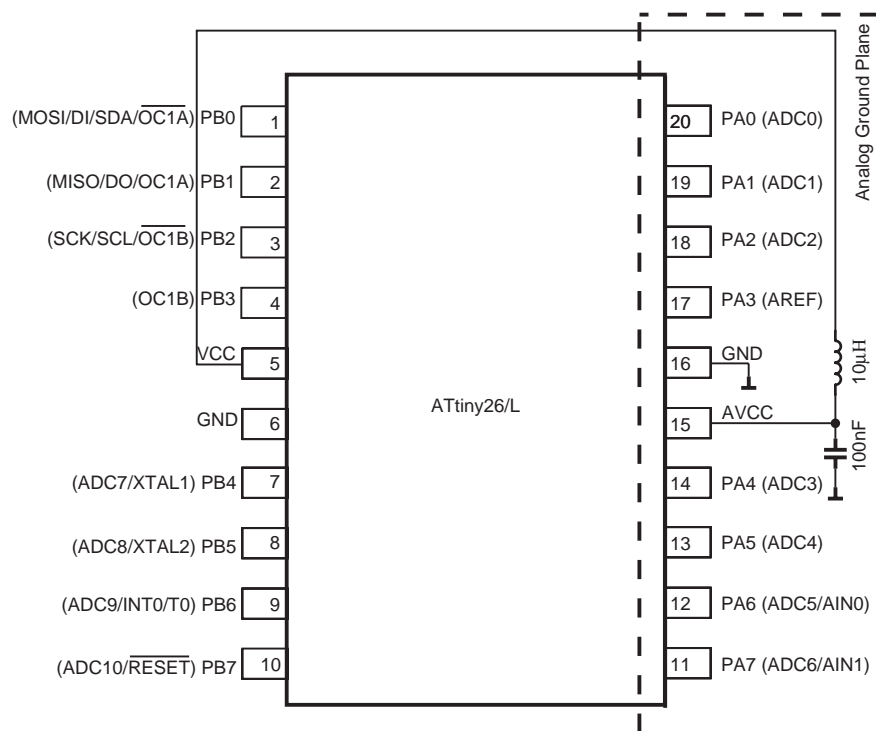 Analog Ground Plane
(MOSI/DI/SDA/OC1A) PB0 1
20 PA0 (ADC0)
(MISO/DO/OC1A) PB1 2
19 PA1 (ADC1)
(SCK/SCL/OC1B) PB2 3
18 PA2 (ADC2)
(OC1B) PB3 4
17 PA3 (AREF)
VCC 5
16 GND
10µH
GND 6
ATtiny26/L
15 AVCC
100nF
(ADC7/XTAL1) PB4 7
14 PA4 (ADC3)
(ADC8/XTAL2) PB5 8
13 PA5 (ADC4)
(ADC9/INT0/T0) PB6 9
12 PA6 (ADC5/AIN0)
(ADC10/RESET) PB7 10
11 PA7 (ADC6/AIN1)